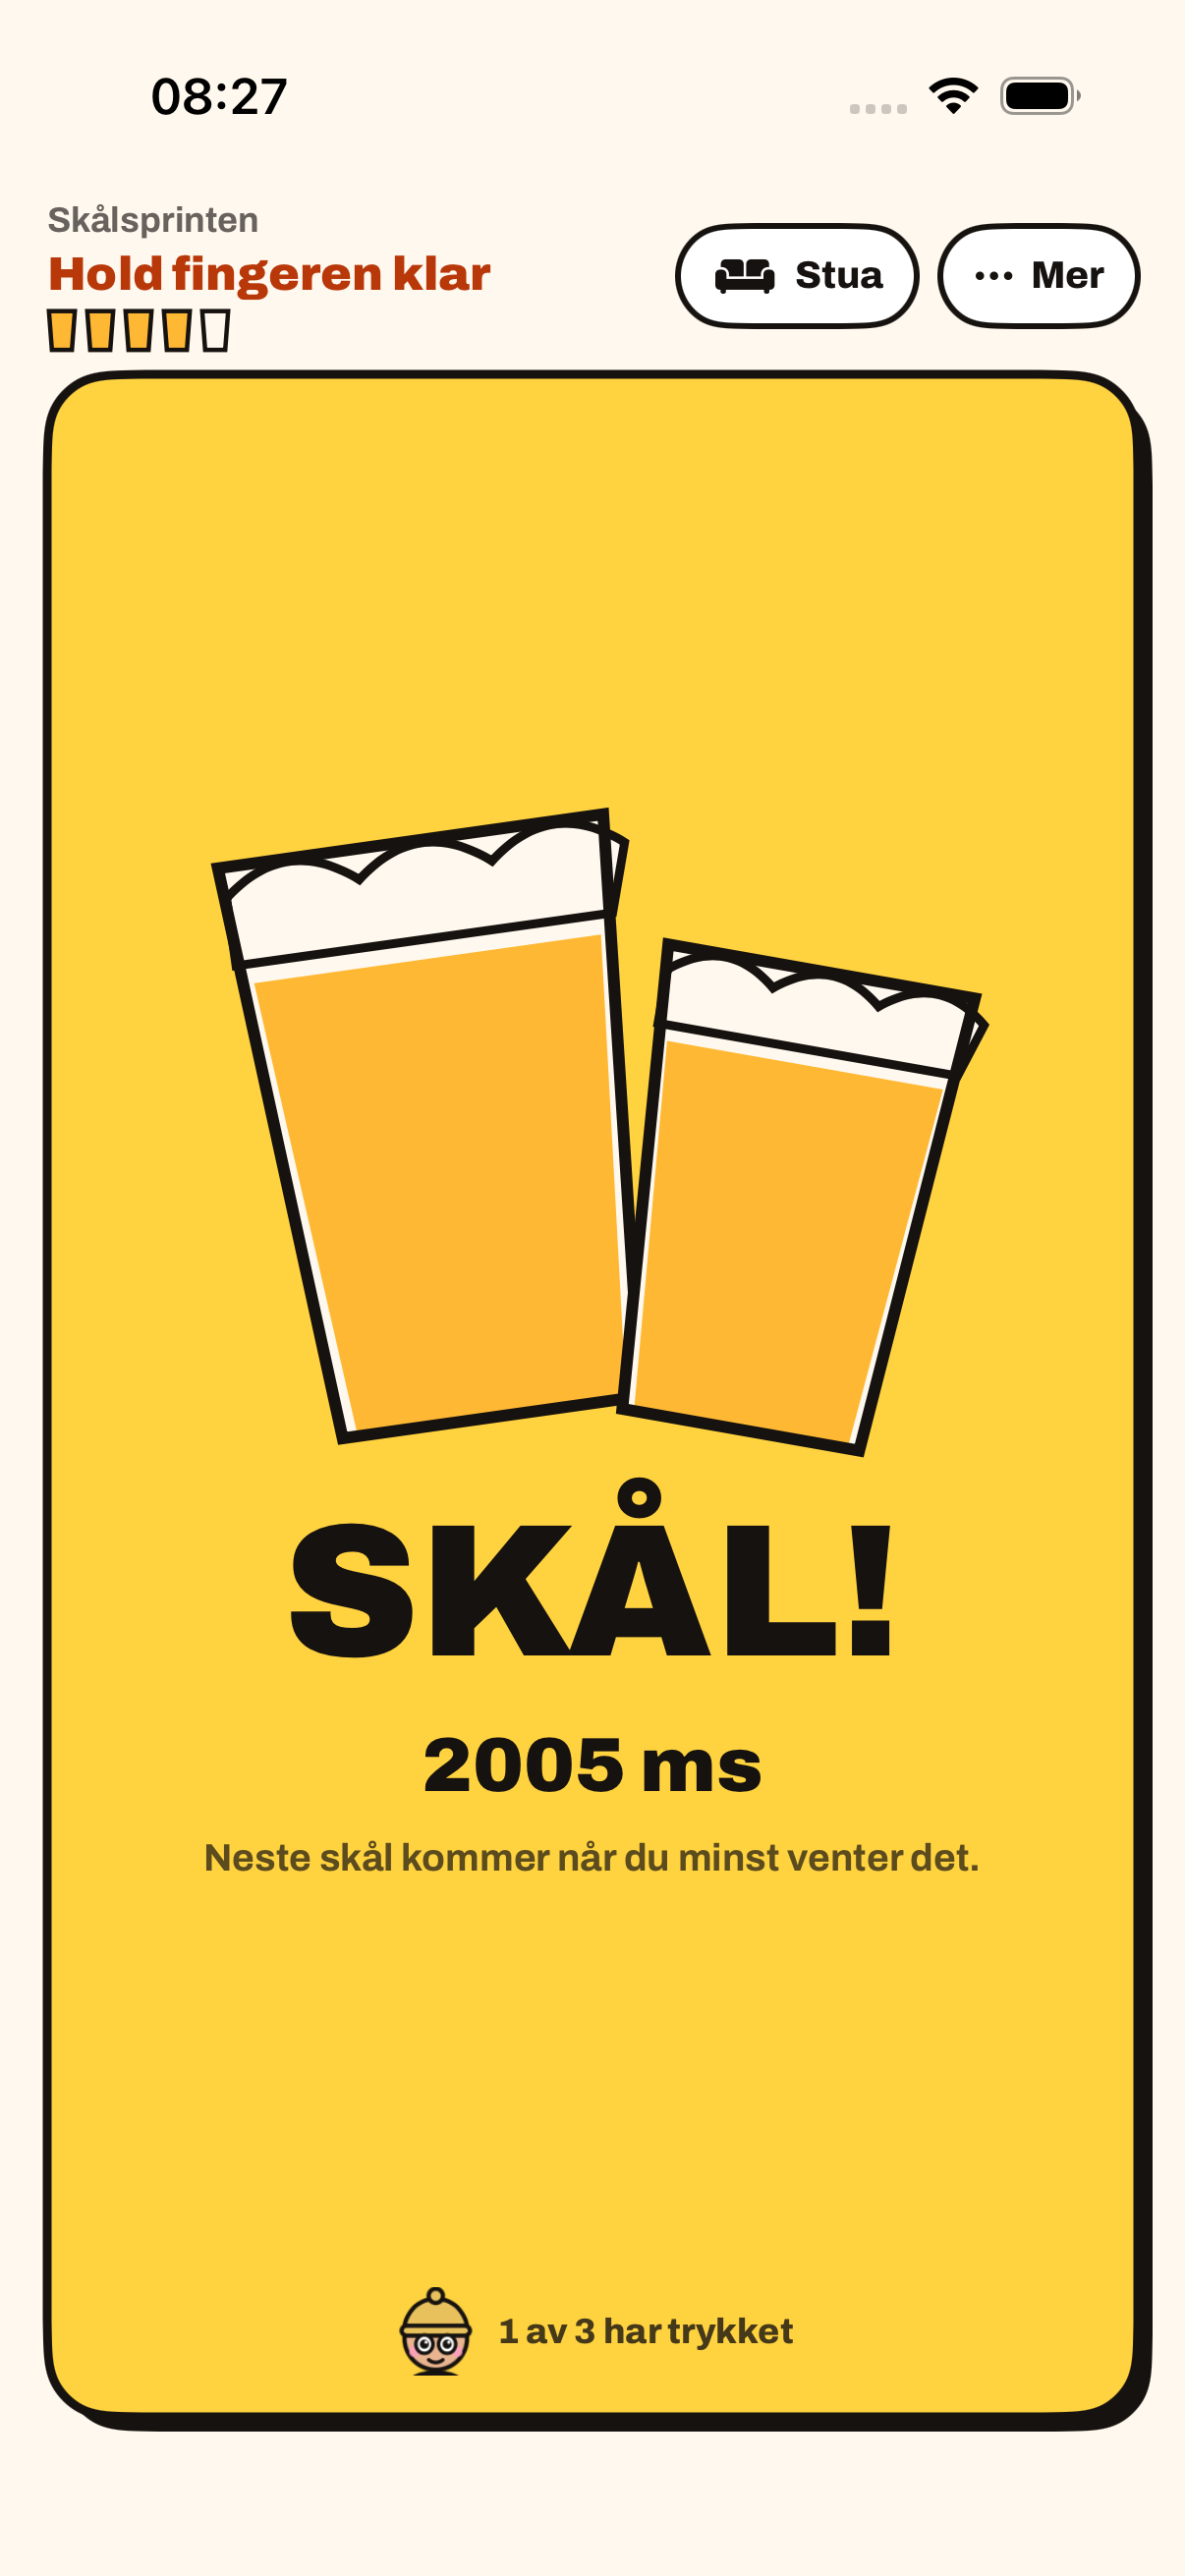 08:27
Skålsprinten
Hold fingeren klar
Stua
Mer
SKÅL!
2005 ms
Neste skål kommer når du minst venter det.
1 av 3 har trykket